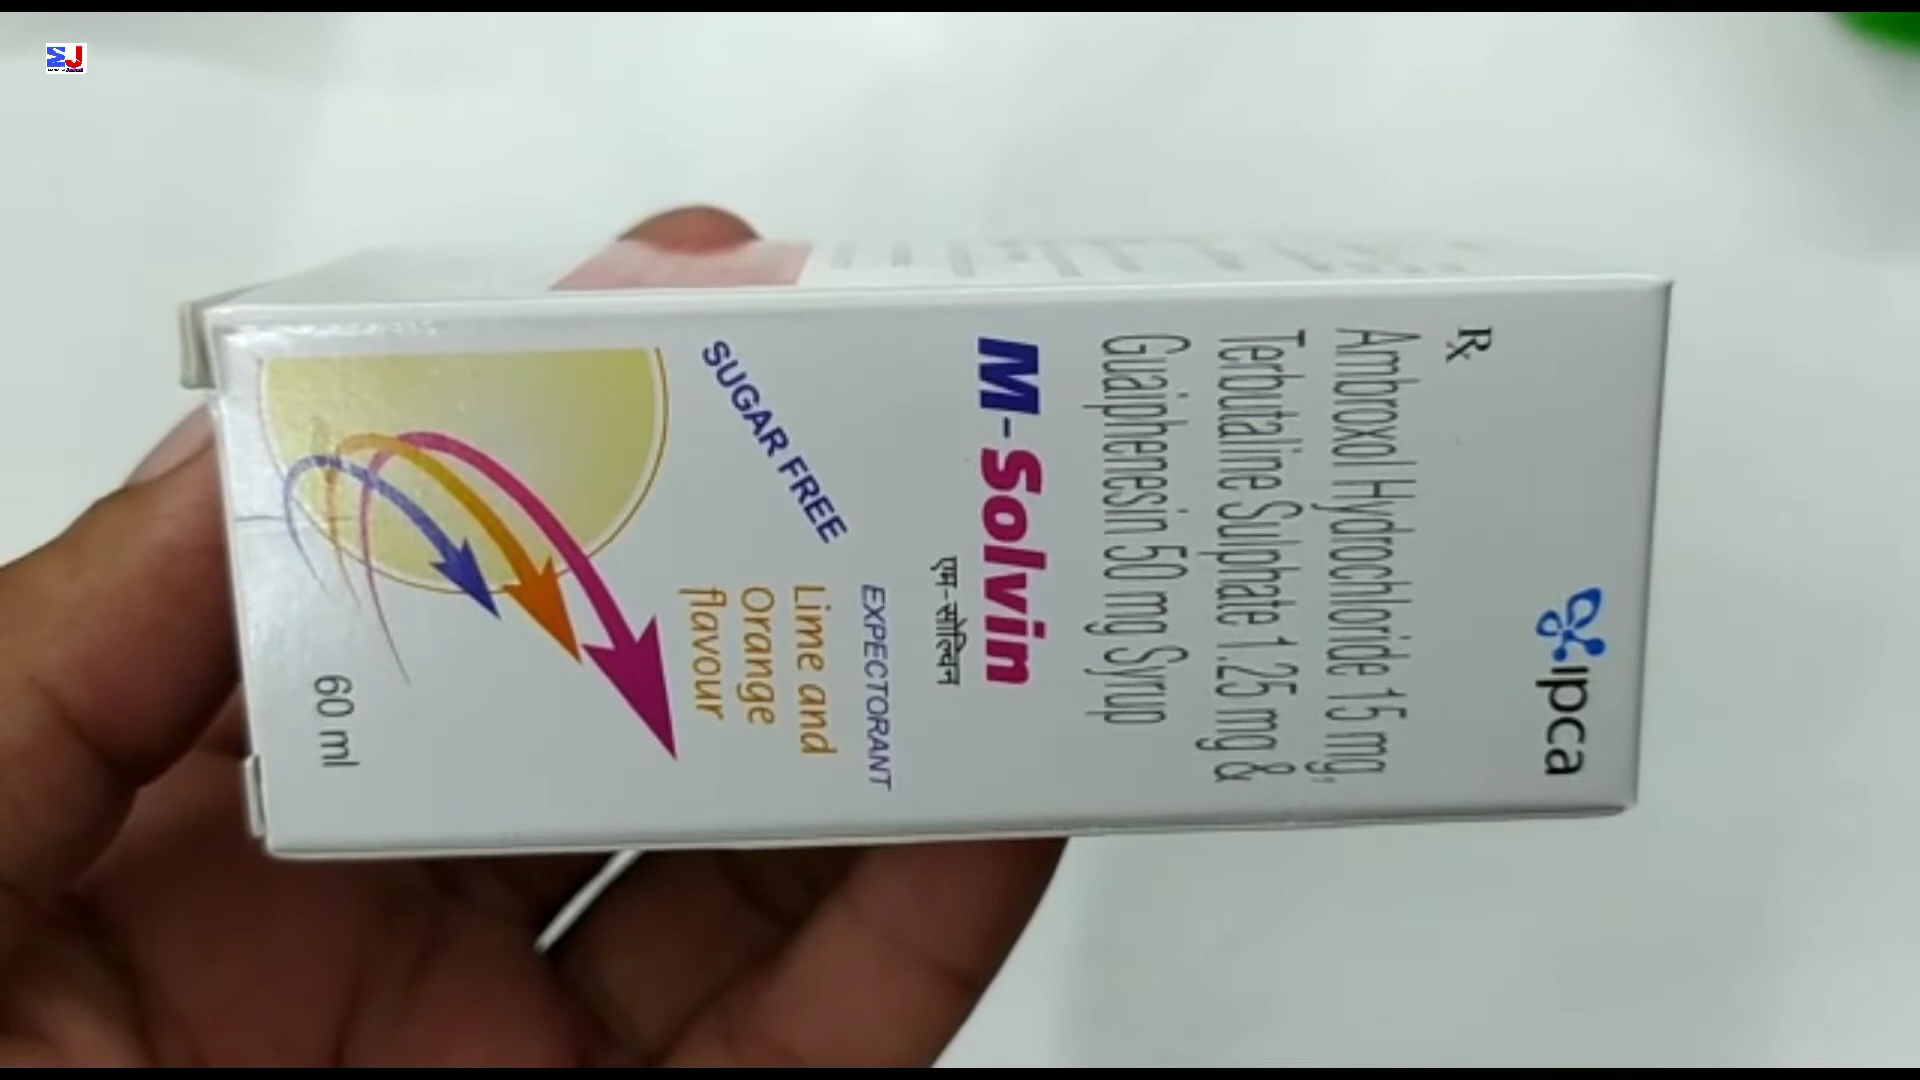 MJ
Ipca
Rx
Ambroxol Hydrochloride 15 mg,
Terbutaline Sulphate 1.25 mg &
Guaiphenesin 50 mg Syrup
M-Solvin
एम-सॉल्विन
EXPECTORANT
SUGAR FREE
Lime and
Orange
flavour
60 ml